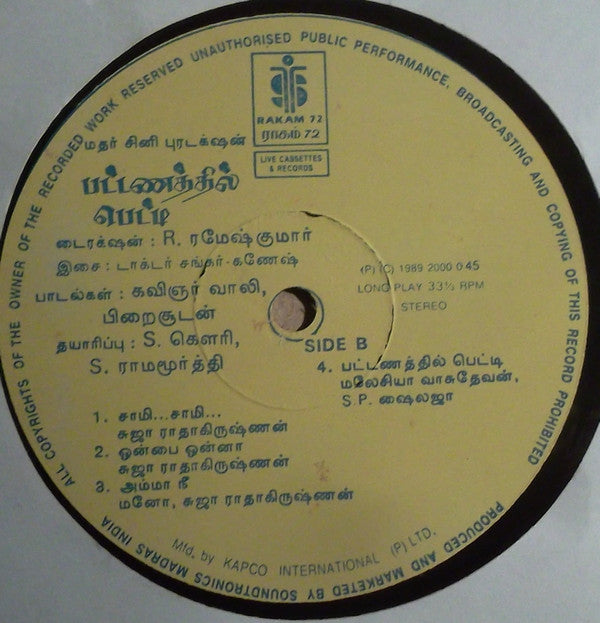 ALL COPYRIGHTS OF THE OWNER OF THE RECORDED WORK RESERVED UNAUTHORISED PUBLIC PERFORMANCE, BROADCASTING AND COPYING OF THIS RECORD PROHIBITED
RAKAM 72
ராகம் 72
LIVE CASSETTES
& RECORDS
மதர் சினி புரடக்ஷன்
பட்டணத்தில்
பெட்டி
டைரக்ஷன் : R. ரமேஷ்குமார்
இசை : டாக்டர் சங்கர்-கணேஷ்
பாடல்கள் : கவிஞர் வாலி,
பிறைசூடன்
தயாரிப்பு : S. கௌரி,
S. ராமமூர்த்தி
(P) (C) 1989 2000 045
LONG PLAY 33⅓ RPM
STEREO
SIDE B
1. சாமி...சாமி...
சுஜா ராதாகிருஷ்ணன்
2. ஒன்பை ஒன்னா
சுஜா ராதாகிருஷ்ணன்
3. அம்மா நீ
மனோ, சுஜா ராதாகிருஷ்ணன்
4. பட்டணத்தில் பெட்டி
மலேசியா வாசுதேவன்,
S.P. ஷைலஜா
Mfd. by KAPCO INTERNATIONAL (P) LTD.
PRODUCED AND MARKETED BY SOUNDTRONICS MADRAS INDIA